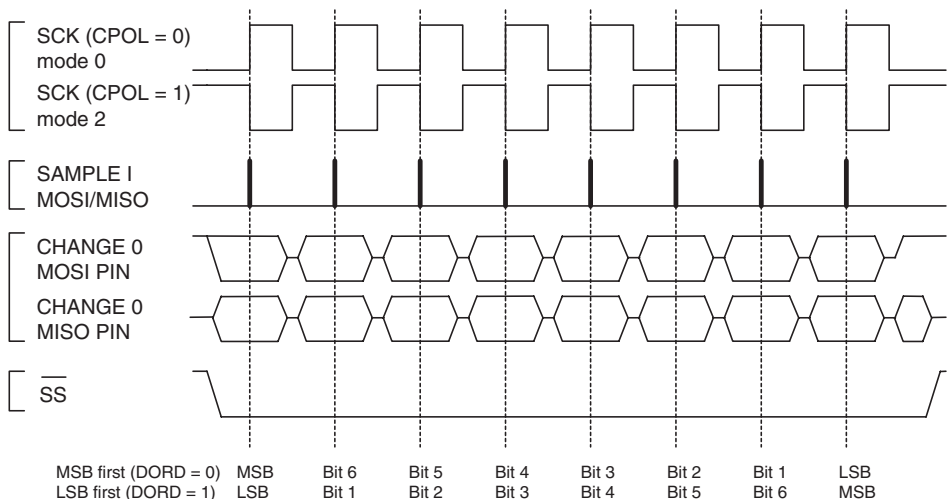 SCK (CPOL = 0)
mode 0
SCK (CPOL = 1)
mode 2
SAMPLE I
MOSI/MISO
CHANGE 0
MOSI PIN
CHANGE 0
MISO PIN
SS
MSB first (DORD = 0) MSB Bit 6 Bit 5 Bit 4 Bit 3 Bit 2 Bit 1 LSB
LSB first (DORD = 1) LSB Bit 1 Bit 2 Bit 3 Bit 4 Bit 5 Bit 6 MSB